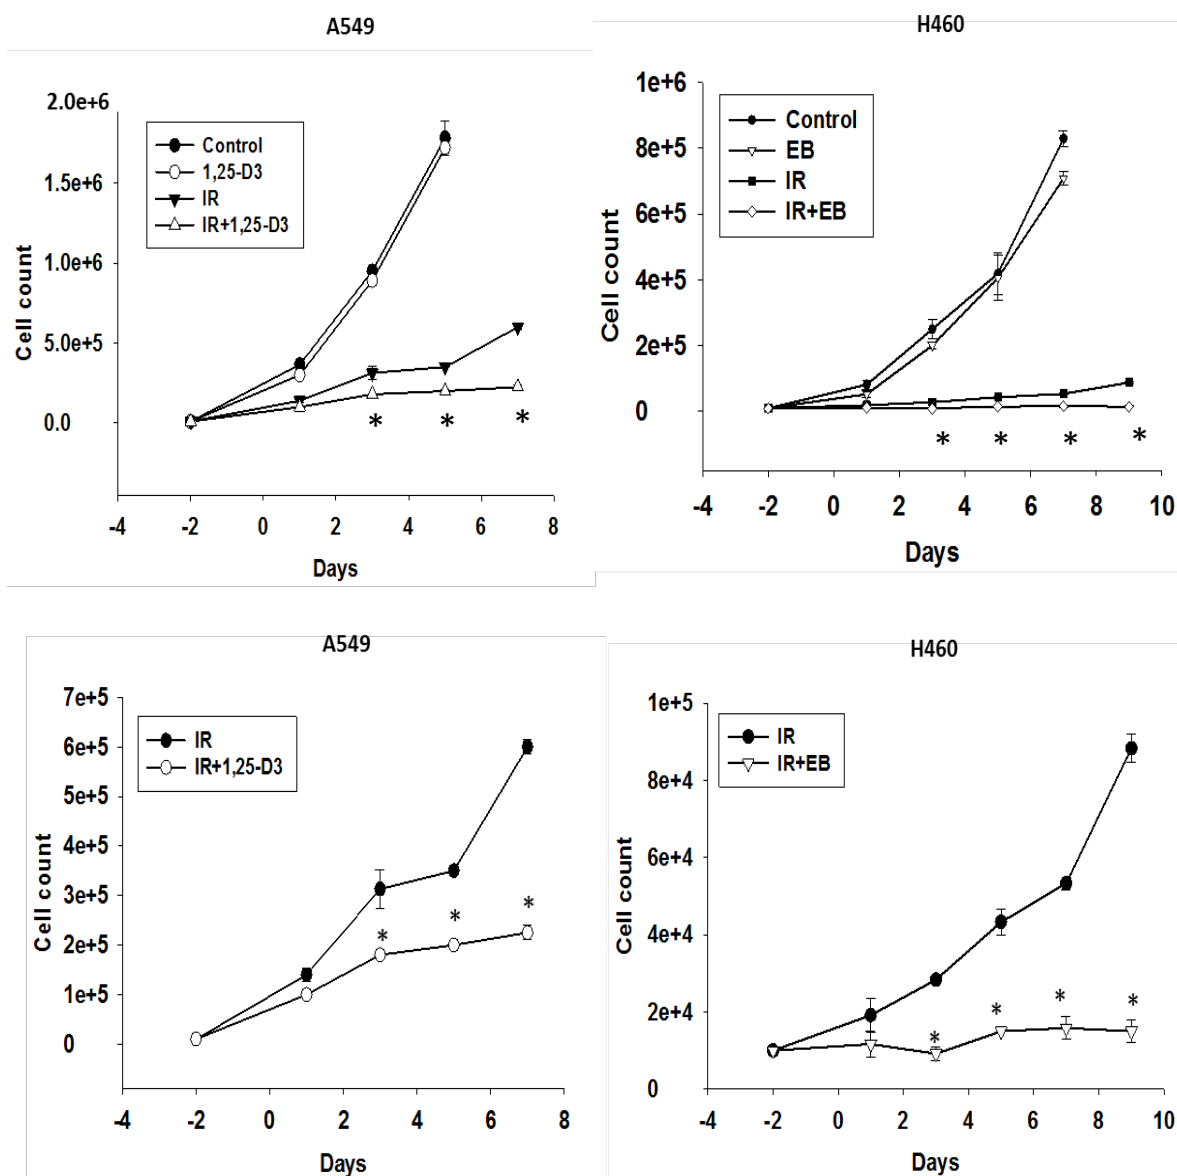 A549
2.0e+6
1.5e+6
1.0e+6
5.0e+5
0.0
Cell count
Control
1,25-D3
IR
IR+1,25-D3
* * *
-4 -2 0 2 4 6 8
Days
H460
1e+6
8e+5
6e+5
4e+5
2e+5
0
Cell count
Control
EB
IR
IR+EB
* * * *
-4 -2 0 2 4 6 8 10
Days
A549
7e+5
6e+5
5e+5
4e+5
3e+5
2e+5
1e+5
0
Cell count
IR
IR+1,25-D3
* * *
-4 -2 0 2 4 6 8
Days
H460
1e+5
8e+4
6e+4
4e+4
2e+4
0
Cell count
IR
IR+EB
* * * *
-4 -2 0 2 4 6 8 10
Days